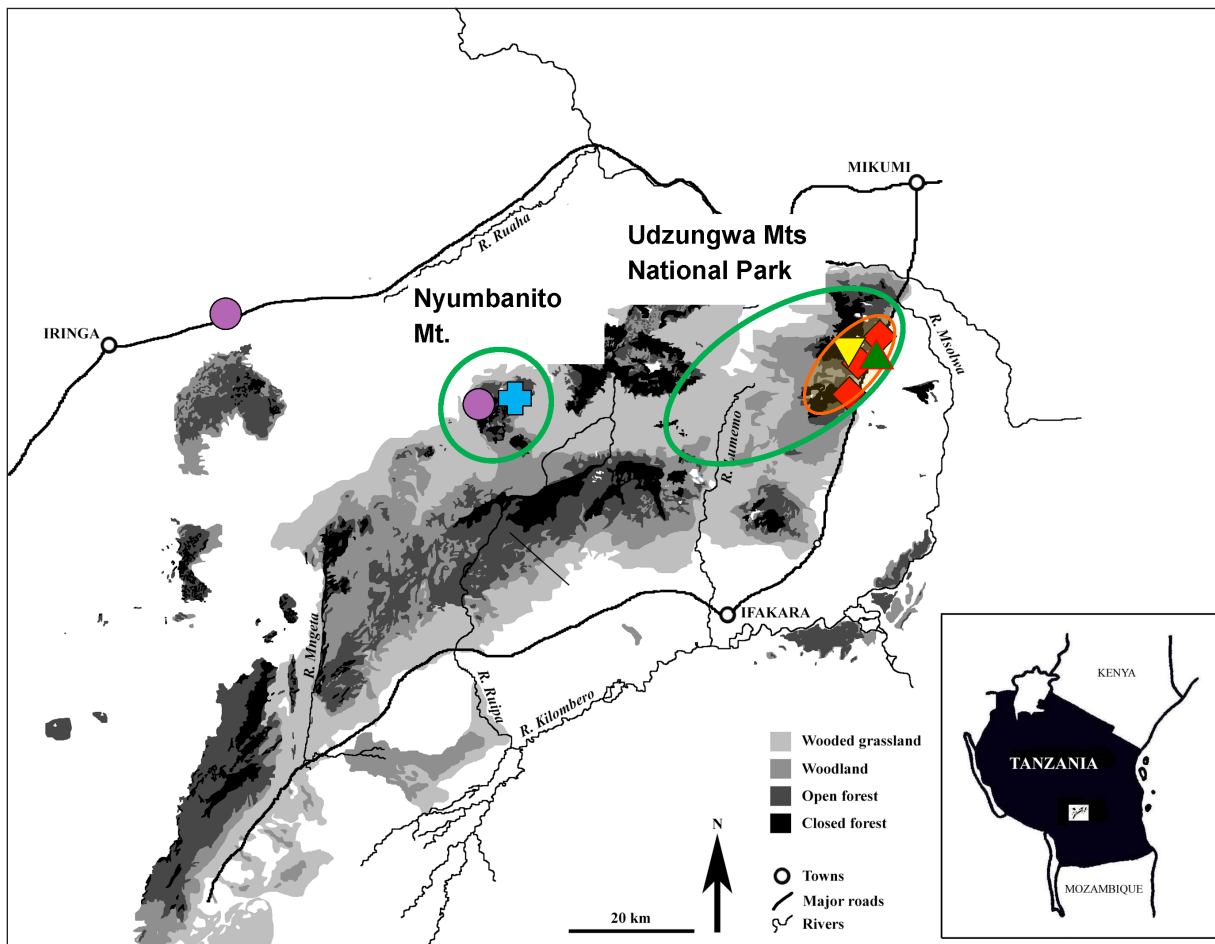 MIKUMI
Udzungwa Mts
National Park
R. Ruaha
Nyumbanito
Mt.
IRINGA
R. Msolwa
R. Lumemo
IFAKARA
R. Mngeta
R. Ruipa
R. Kilombero
Wooded grassland
Woodland
Open forest
Closed forest
N
Towns
Major roads
Rivers
20 km
KENYA
TANZANIA
MOZAMBIQUE